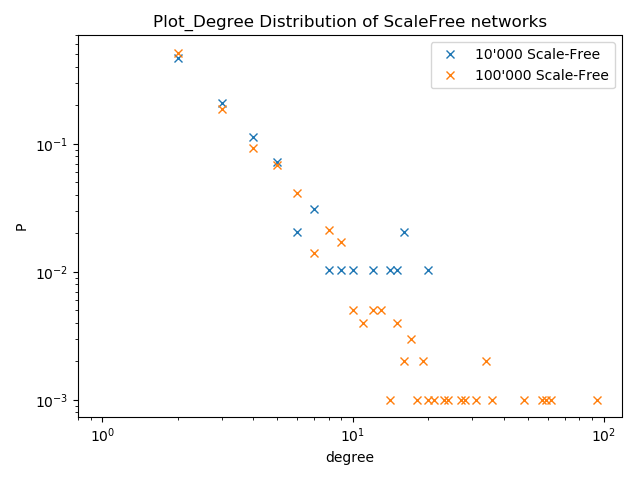 Plot_Degree Distribution of ScaleFree networks
10'000 Scale-Free
100'000 Scale-Free
P
10⁻¹
10⁻²
10⁻³
10⁰
10¹
10²
degree